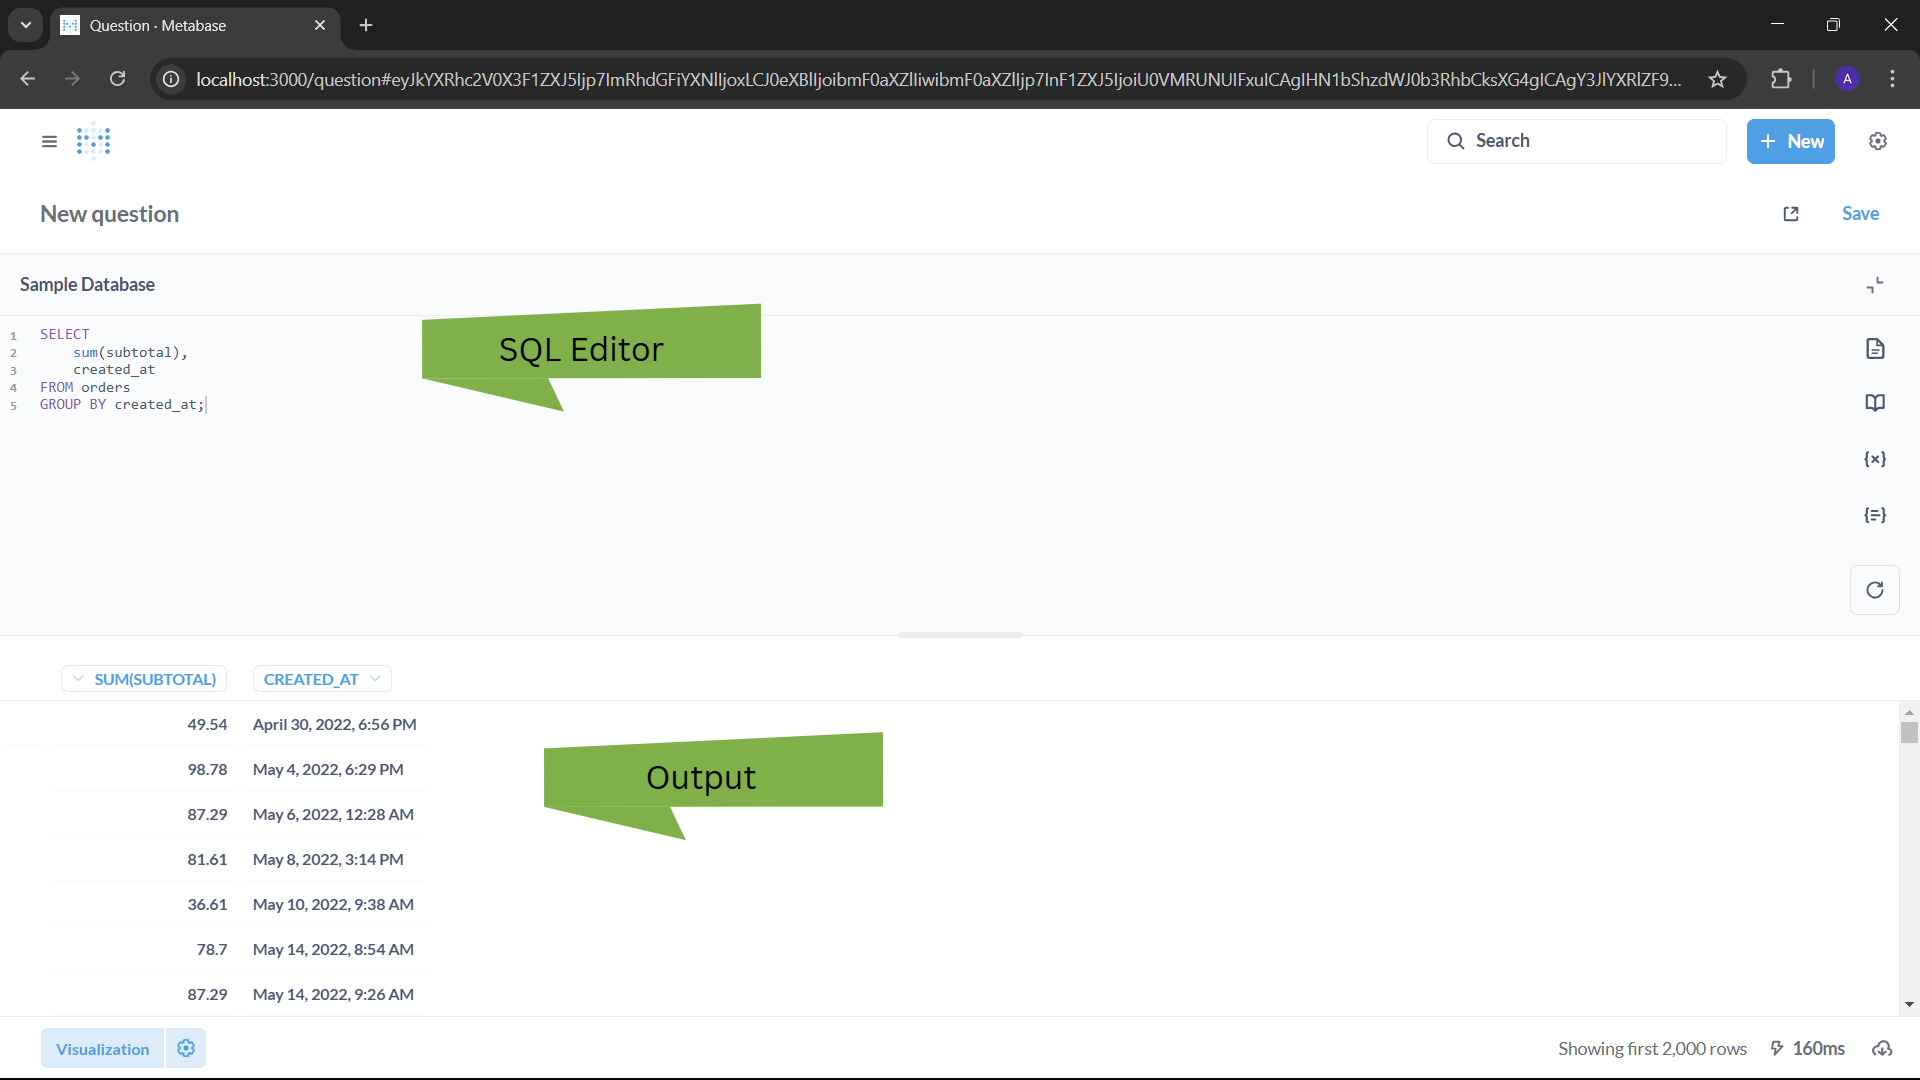 Question · Metabase
A
Search
New
New question
Save
Sample Database
1 SELECT
2 sum(subtotal),
3 created_at
4 FROM orders
5 GROUP BY created_at;
SQL Editor
{x}
{=}
SUM(SUBTOTAL) CREATED_AT
49.54 April 30, 2022, 6:56 PM
98.78 May 4, 2022, 6:29 PM
Output
87.29 May 6, 2022, 12:28 AM
81.61 May 8, 2022, 3:14 PM
36.61 May 10, 2022, 9:38 AM
78.7 May 14, 2022, 8:54 AM
87.29 May 14, 2022, 9:26 AM
Visualization
Showing first 2,000 rows 160ms